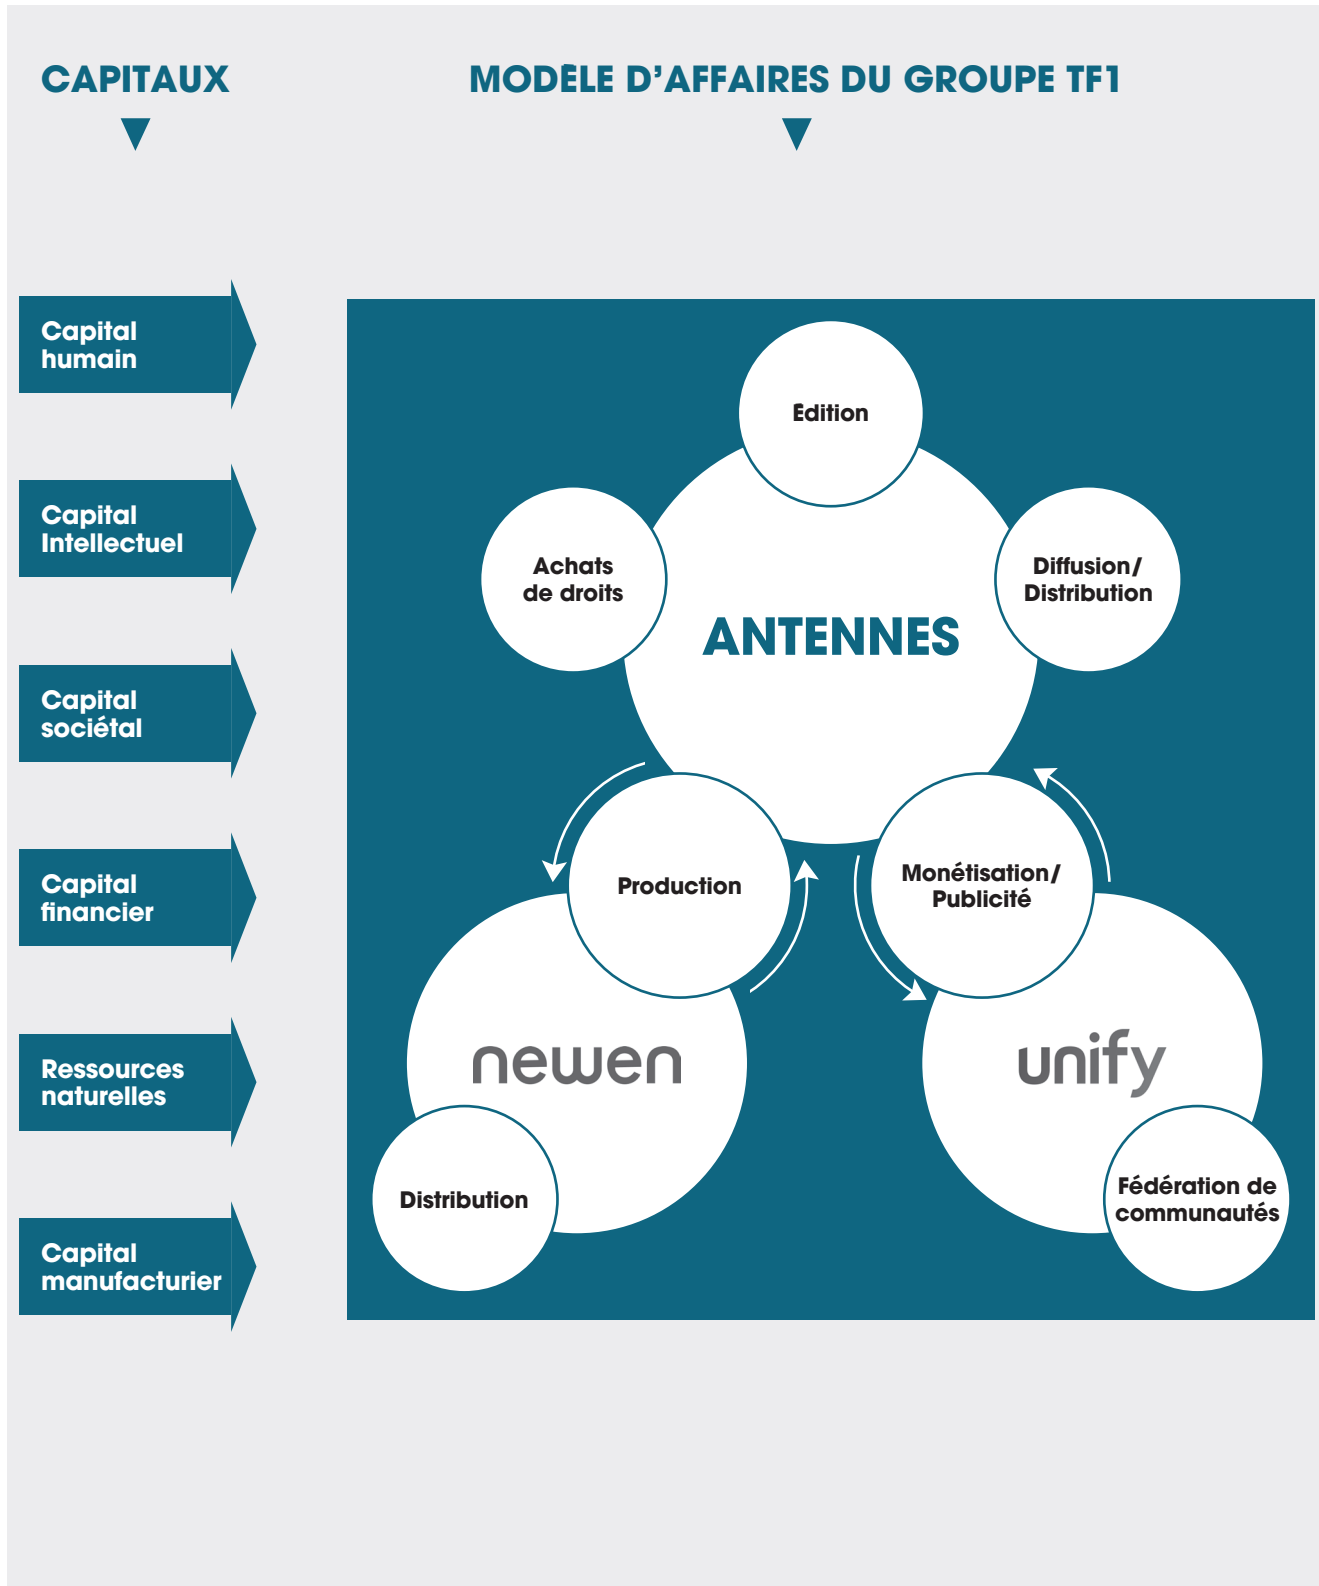 CAPITAUX
MODÈLE D’AFFAIRES DU GROUPE TF1
Capital
humain
Capital
Intellectuel
Capital
sociétal
Capital
financier
Ressources
naturelles
Capital
manufacturier
Édition
Achats
de droits
Diffusion/
Distribution
ANTENNES
Production
Monétisation/
Publicité
newen
unify
Distribution
Fédération de
communautés